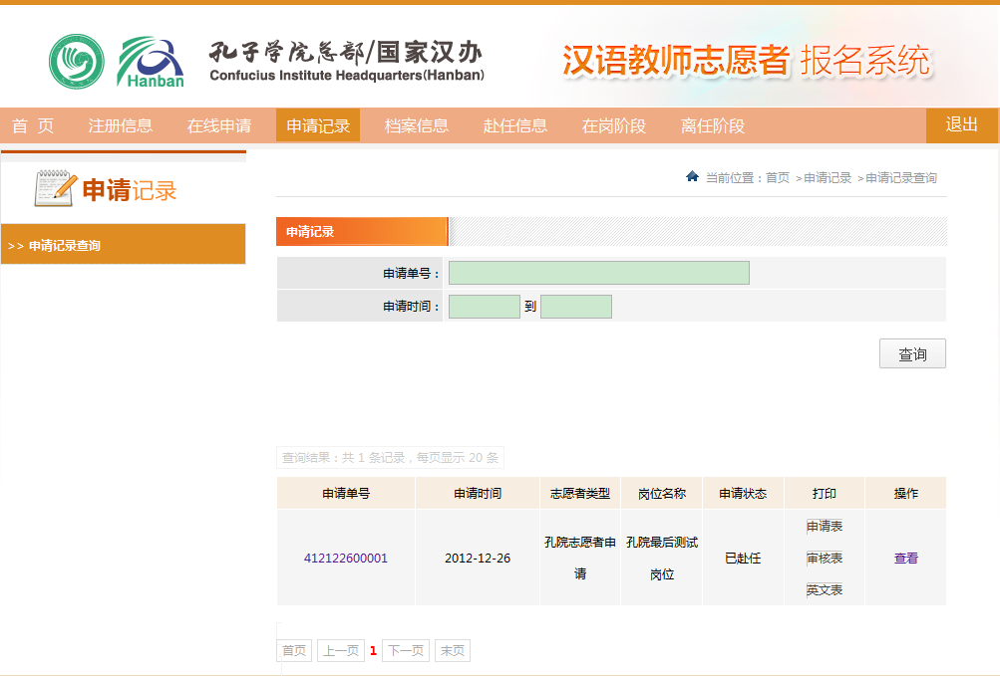 孔子学院总部/国家汉办
Confucius Institute Headquarters(Hanban)
Hanban
汉语教师志愿者 报名系统
首 页 注册信息 在线申请 申请记录 档案信息 赴任信息 在岗阶段 离任阶段 退出
申请记录
当前位置：首页 >申请记录 >申请记录查询
>> 申请记录查询
申请记录
申请单号：
申请时间： 到
查询
查询结果：共 1 条记录，每页显示 20 条
申请单号 申请时间 志愿者类型 岗位名称 申请状态 打印 操作
412122600001 2012-12-26 孔院志愿者申请 孔院最后测试岗位 已赴任 申请表 审核表 英文表 查看
首页 上一页 1 下一页 末页